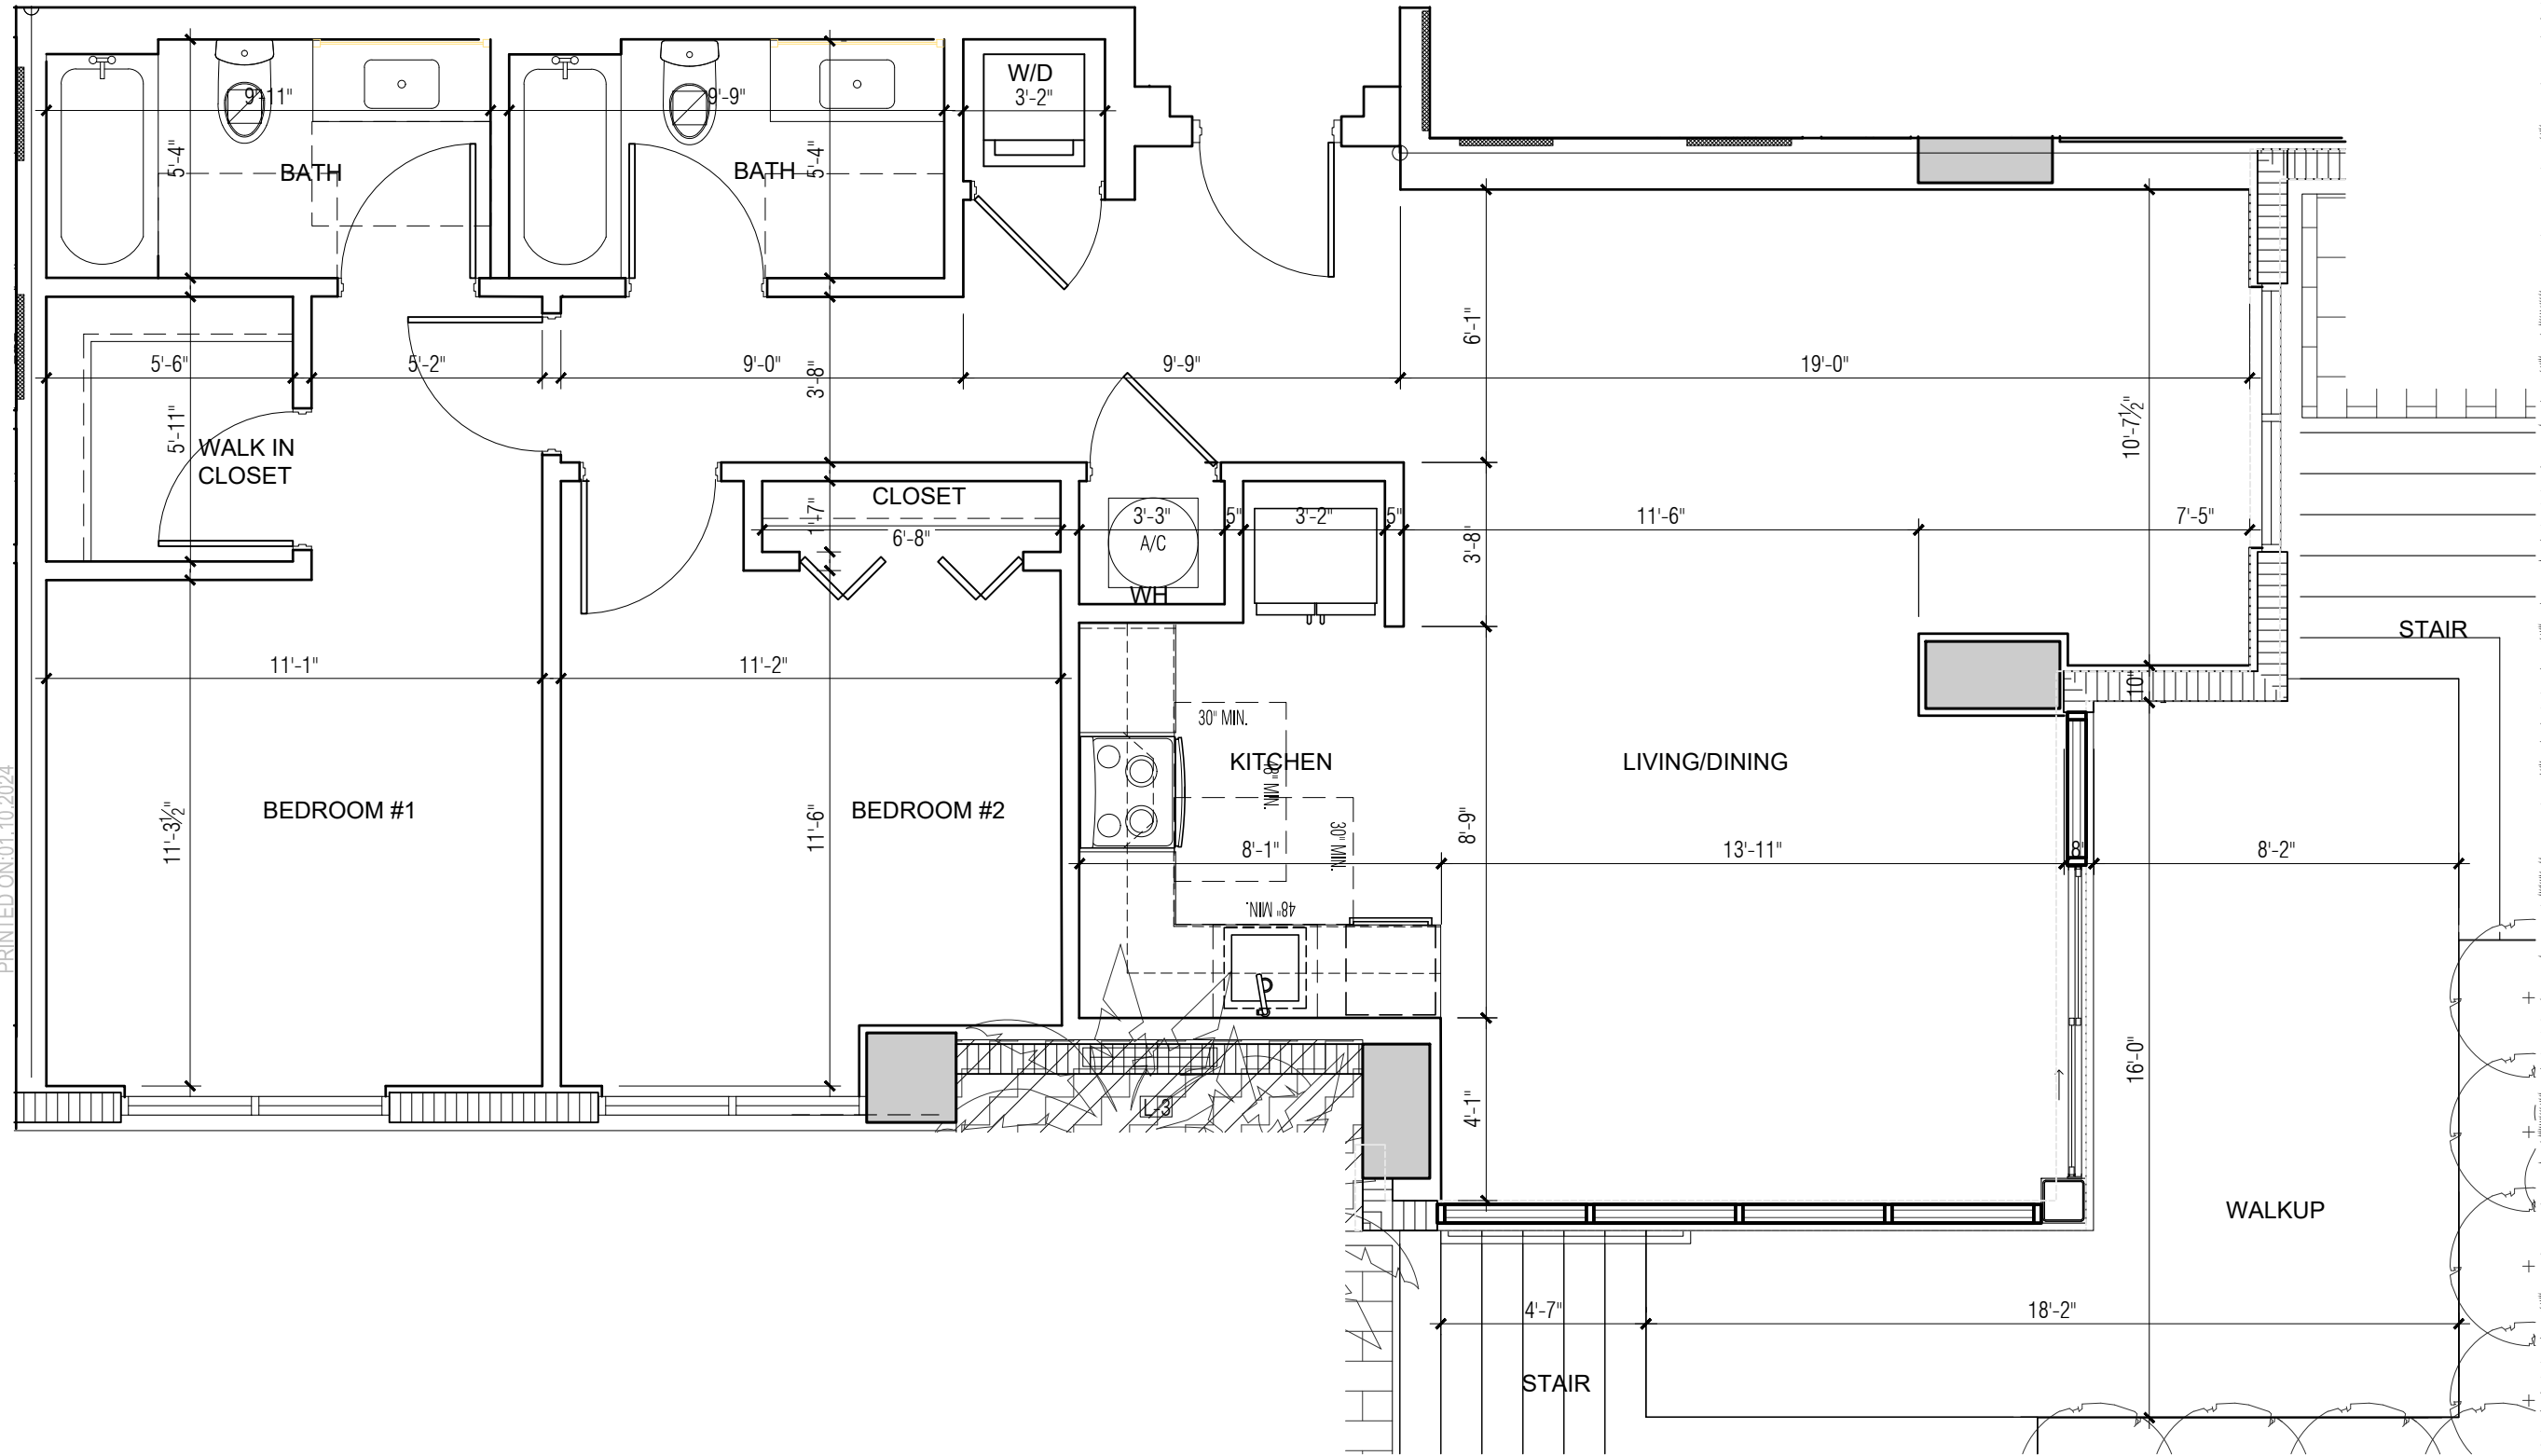 W/D
3'-2"
9'-11"
9'-9"
5'-4"
BATH
5'-4"
BATH
6'-1"
5'-6"
5'-2"
9'-0"
3'-8"
9'-9"
19'-0"
10'-7½"
5'-11"
WALK IN
CLOSET
CLOSET
1'-7"
6'-8"
3'-3"
A/C
WH
5"
3'-2"
5"
3'-8"
11'-6"
7'-5"
STAIR
11'-1"
11'-2"
10"
30" MIN.
KITCHEN
48" MIN.
LIVING/DINING
BEDROOM #1
BEDROOM #2
11'-3½"
11'-6"
8'-1"
30" MIN.
8'-9"
13'-11"
8"
8'-2"
48" MIN.
PRINTED ON:01.10.2024
16'-0"
L-3
4'-1"
WALKUP
4'-7"
18'-2"
STAIR